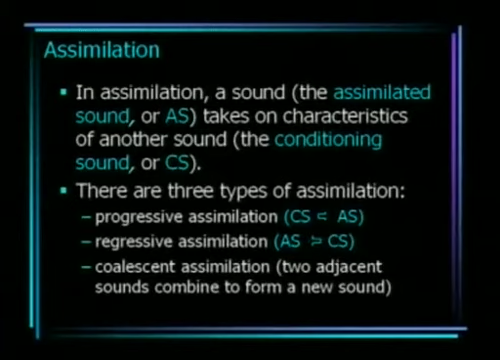 Assimilation
▪ In assimilation, a sound (the assimilated
sound, or AS) takes on characteristics
of another sound (the conditioning
sound, or CS).
▪ There are three types of assimilation:
– progressive assimilation (CS < AS)
– regressive assimilation (AS > CS)
– coalescent assimilation (two adjacent
sounds combine to form a new sound)